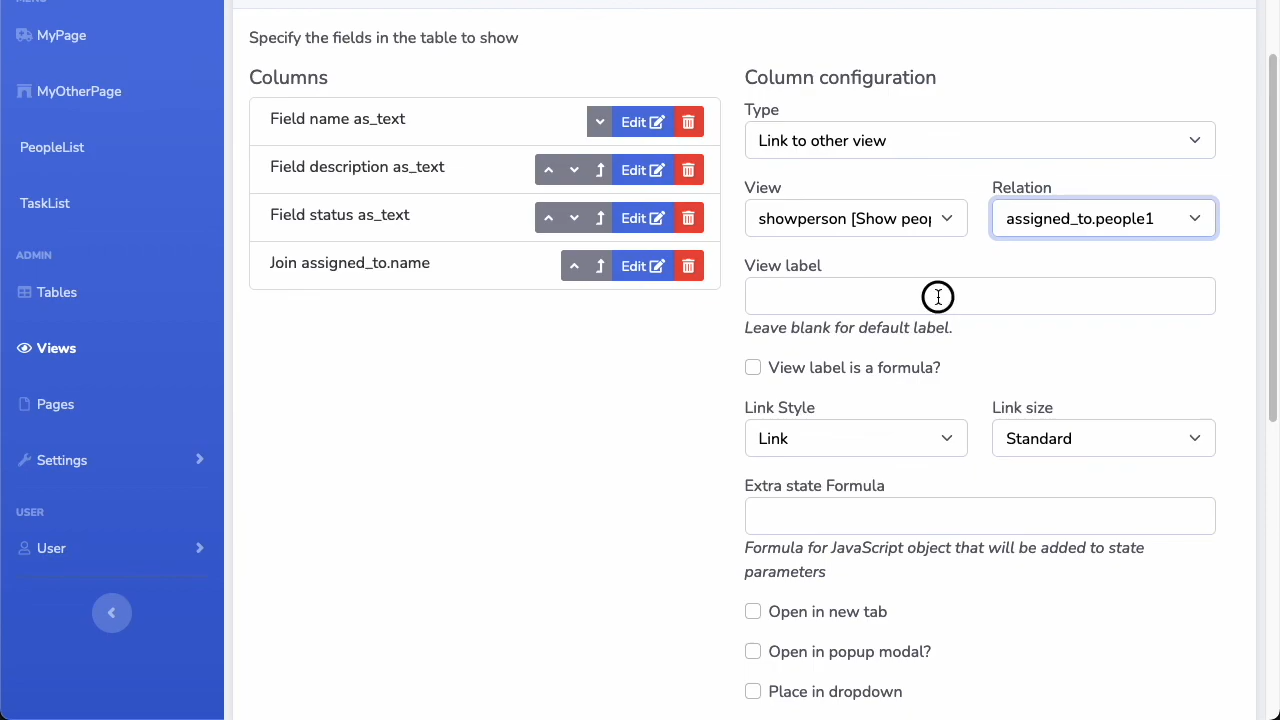 MyPage
MyOtherPage
PeopleList
TaskList
ADMIN
Tables
Views
Pages
Settings
USER
User
Specify the fields in the table to show
Columns
Field name as_text
Edit
Field description as_text
Edit
Field status as_text
Edit
Join assigned_to.name
Edit
Column configuration
Type
Link to other view
View
Relation
showperson [Show peop
assigned_to.people1
View label
Leave blank for default label.
View label is a formula?
Link Style
Link size
Link
Standard
Extra state Formula
Formula for JavaScript object that will be added to state
parameters
Open in new tab
Open in popup modal?
Place in dropdown